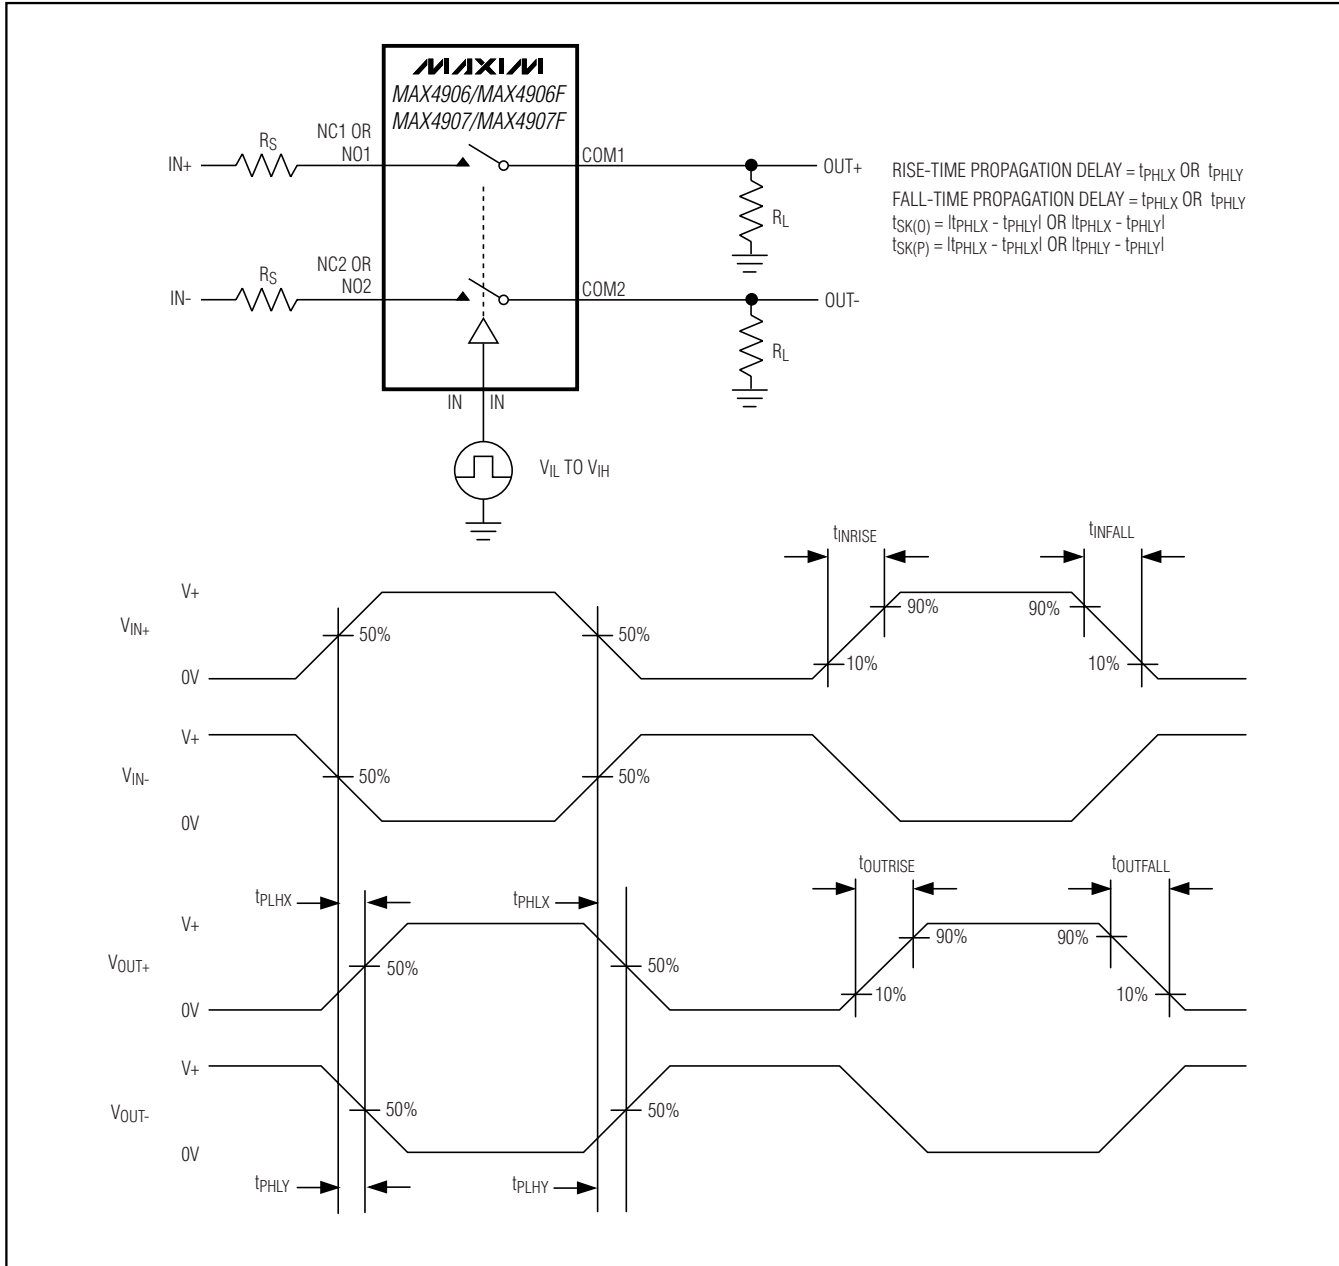 MAXIM
MAX4906/MAX4906F
MAX4907/MAX4907F
NC1 OR
NO1
RS
IN+
COM1
OUT+
RL
RISE-TIME PROPAGATION DELAY = tPHLX OR tPHLY
FALL-TIME PROPAGATION DELAY = tPHLX OR tPHLY
tSK(O) = |tPHLX - tPHLY| OR |tPHLX - tPHLY|
tSK(P) = |tPHLX - tPHLX| OR |tPHLY - tPHLY|
NC2 OR
NO2
RS
IN-
COM2
OUT-
RL
IN IN
VIL TO VIH
tINRISE
tINFALL
V+
VIN+
0V
50%
50%
90%
90%
10%
10%
V+
VIN-
0V
50%
50%
tOUTRISE
tOUTFALL
tPLHX
tPHLX
V+
VOUT+
0V
50%
50%
90%
90%
10%
10%
V+
VOUT-
0V
50%
50%
tPHLY
tPLHY